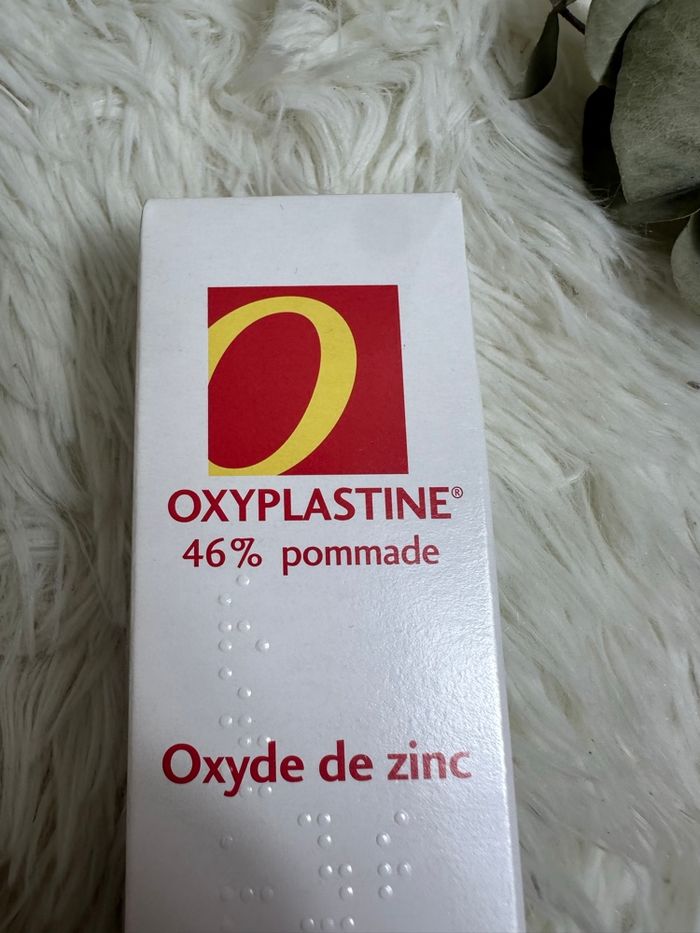 OXYPLASTINE®
46% pommade
Oxyde de zinc